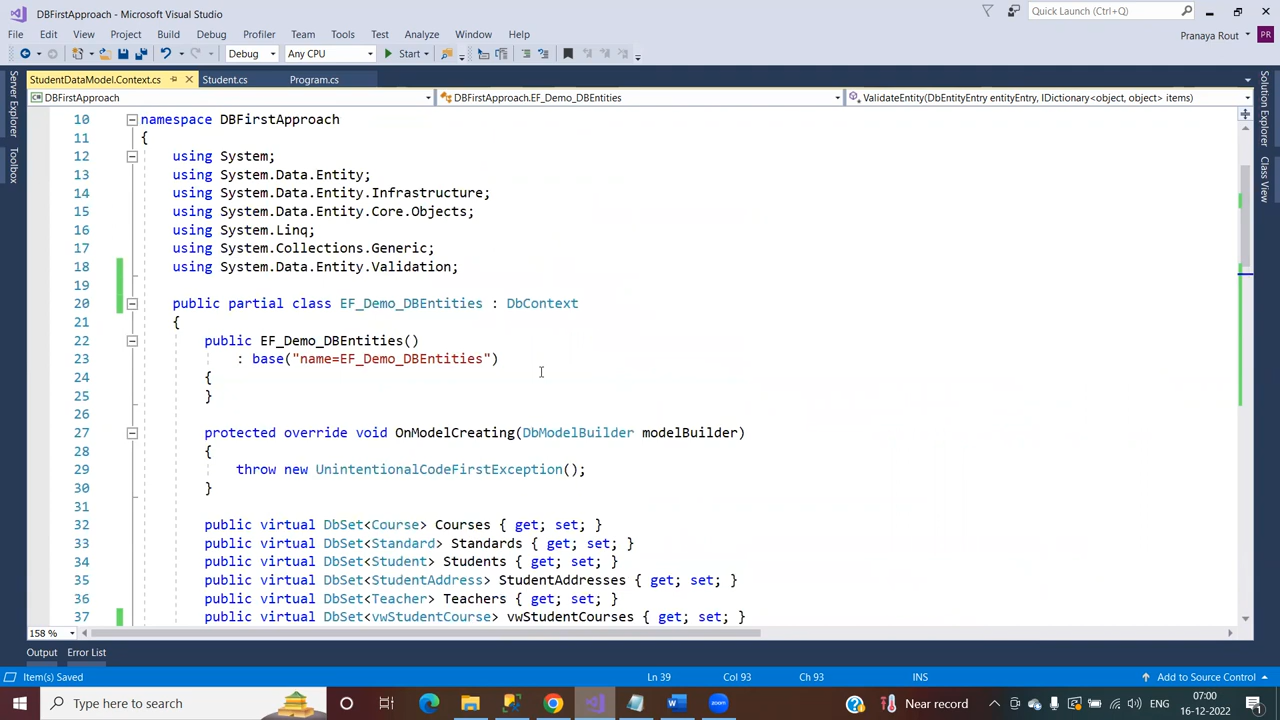 DBFirstApproach - Microsoft Visual Studio
Quick Launch (Ctrl+Q)
File Edit View Project Build Debug Profiler Team Tools Test Analyze Window Help
Pranaya Rout PR
Debug Any CPU Start
StudentDataModel.Context.cs Student.cs Program.cs
DBFirstApproach DBFirstApproach.EF_Demo_DBEntities ValidateEntity(DbEntityEntry entityEntry, IDictionary<object, object> items)
Server Explorer
Toolbox
Solution Explorer
Class View
10 namespace DBFirstApproach
11 {
12 using System;
13 using System.Data.Entity;
14 using System.Data.Entity.Infrastructure;
15 using System.Data.Entity.Core.Objects;
16 using System.Linq;
17 using System.Collections.Generic;
18 using System.Data.Entity.Validation;
19
20 public partial class EF_Demo_DBEntities : DbContext
21 {
22 public EF_Demo_DBEntities()
23 : base("name=EF_Demo_DBEntities")
24 {
25 }
26
27 protected override void OnModelCreating(DbModelBuilder modelBuilder)
28 {
29 throw new UnintentionalCodeFirstException();
30 }
31
32 public virtual DbSet<Course> Courses { get; set; }
33 public virtual DbSet<Standard> Standards { get; set; }
34 public virtual DbSet<Student> Students { get; set; }
35 public virtual DbSet<StudentAddress> StudentAddresses { get; set; }
36 public virtual DbSet<Teacher> Teachers { get; set; }
37 public virtual DbSet<vwStudentCourse> vwStudentCourses { get; set; }
158 %
Output Error List
Item(s) Saved Ln 39 Col 93 Ch 93 INS Add to Source Control
Type here to search Near record 07:00
16-12-2022